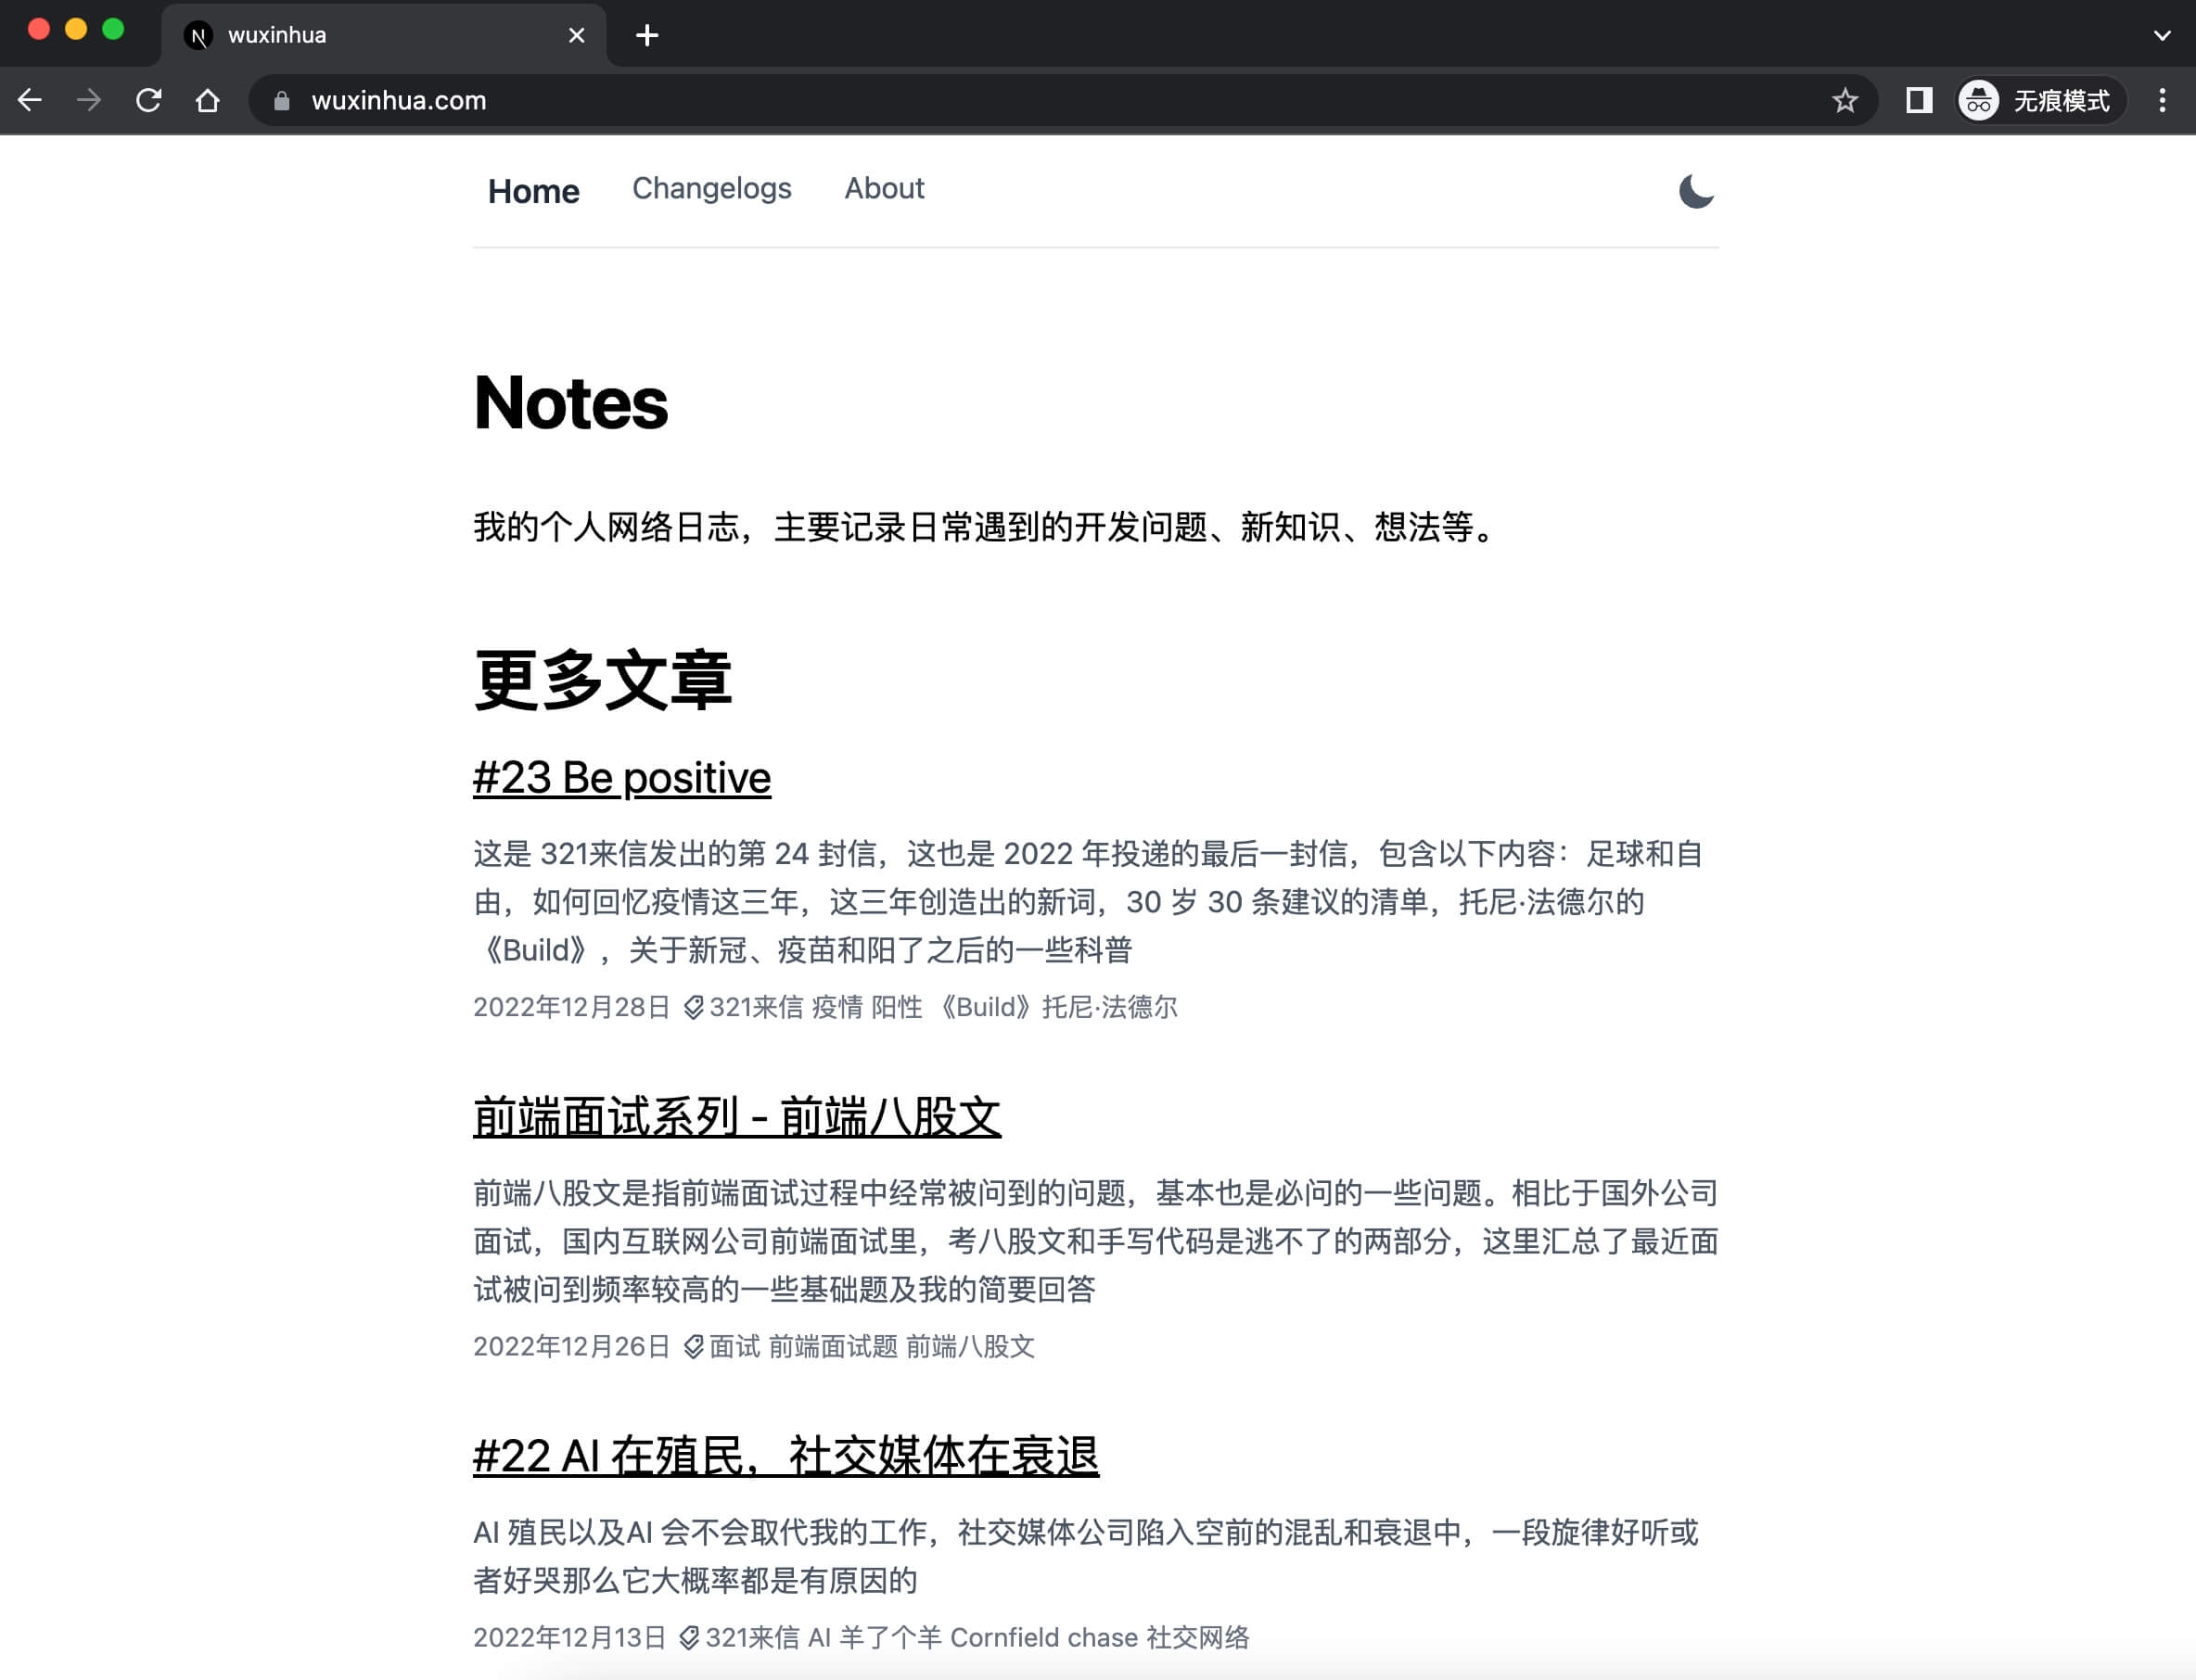 wuxinhua
wuxinhua.com
无痕模式
Home Changelogs About
Notes
我的个人网络日志，主要记录日常遇到的开发问题、新知识、想法等。
更多文章
#23 Be positive
这是 321来信发出的第 24 封信，这也是 2022 年投递的最后一封信，包含以下内容：足球和自
由，如何回忆疫情这三年，这三年创造出的新词，30 岁 30 条建议的清单，托尼·法德尔的
《Build》，关于新冠、疫苗和阳了之后的一些科普
2022年12月28日 321来信 疫情 阳性 《Build》托尼·法德尔
前端面试系列 - 前端八股文
前端八股文是指前端面试过程中经常被问到的问题，基本也是必问的一些问题。相比于国外公司
面试，国内互联网公司前端面试里，考八股文和手写代码是逃不了的两部分，这里汇总了最近面
试被问到频率较高的一些基础题及我的简要回答
2022年12月26日 面试 前端面试题 前端八股文
#22 AI 在殖民，社交媒体在衰退
AI 殖民以及AI 会不会取代我的工作，社交媒体公司陷入空前的混乱和衰退中，一段旋律好听或
者好哭那么它大概率都是有原因的
2022年12月13日 321来信 AI 羊了个羊 Cornfield chase 社交网络